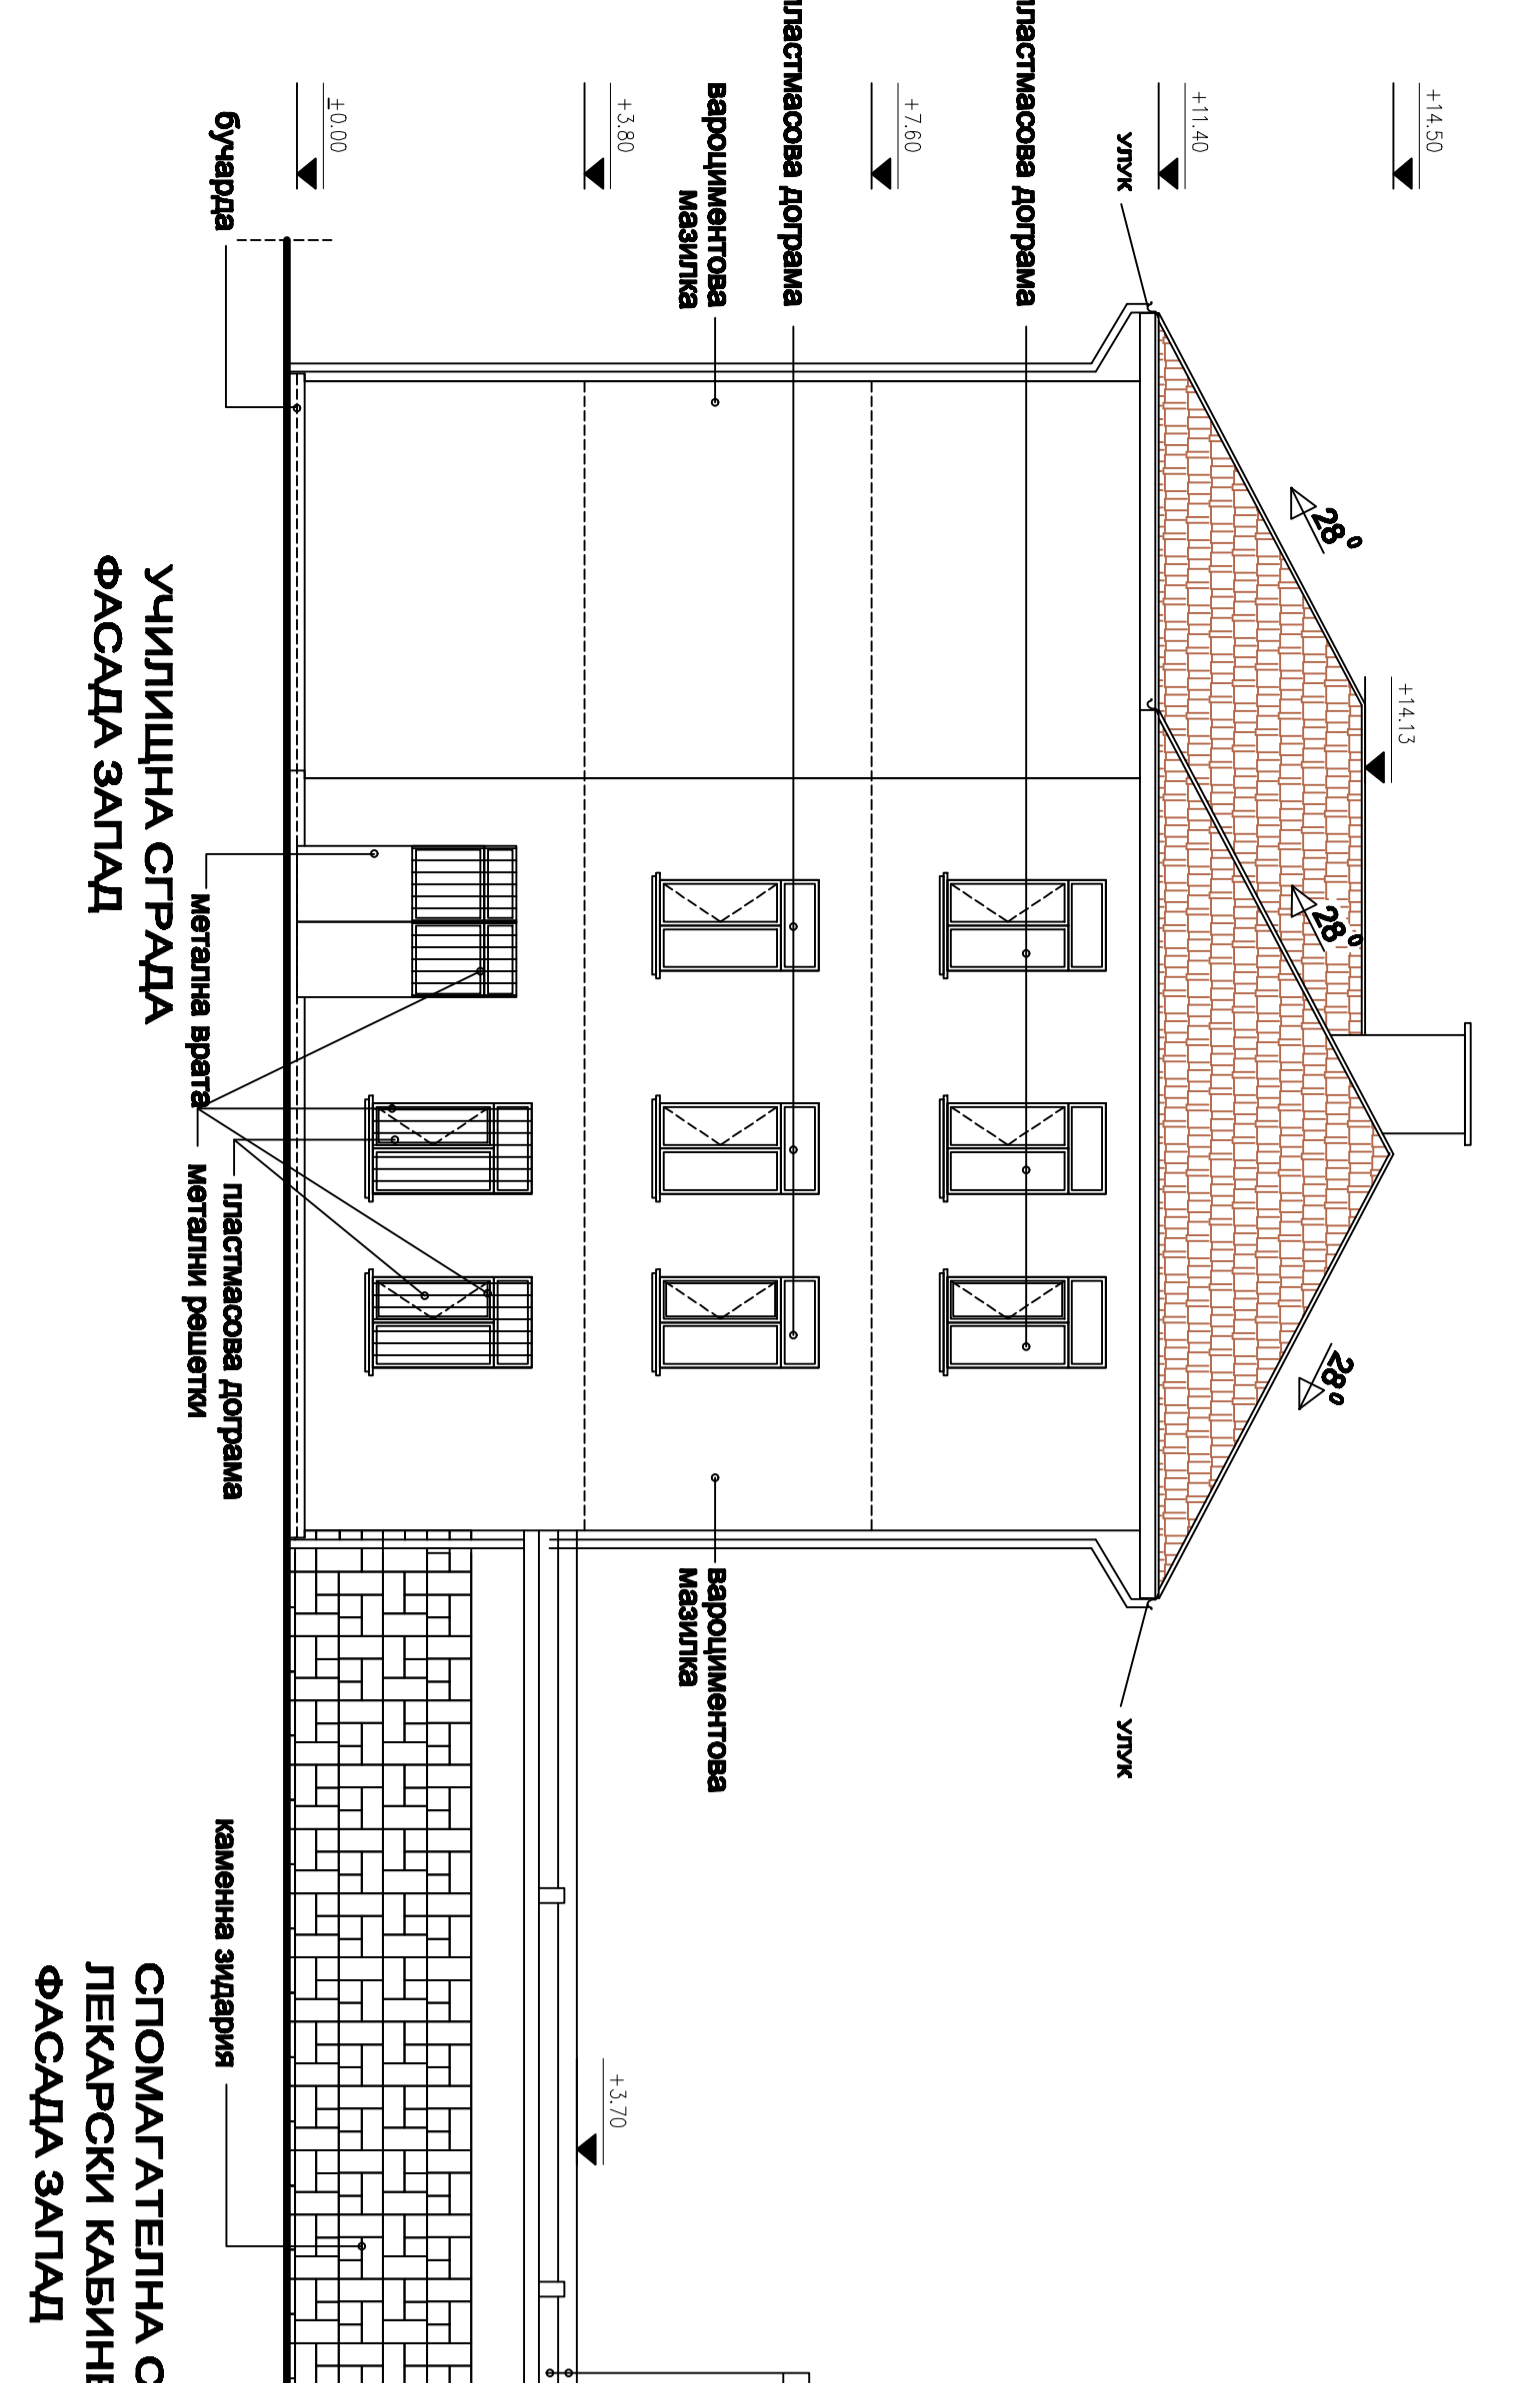 +14.50
+14.13
28°
28°
28°
+11.40
улук
улук
пластмасова дограма
+7.60
пластмасова дограма
вароциментова
мазилка
вароциментова
мазилка
+3.80
+3.70
±0.00
бучарда
пластмасова дограма
метална врата
метални решетки
каменна зидария
УЧИЛИЩНА СГРАДА
ФАСАДА ЗАПАД
СПОМАГАТЕЛНА
ЛЕКАРСКИ
ФАСАДА ЗАПАД